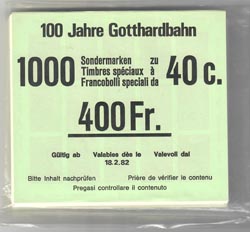 100 Jahre Gotthardbahn
1000 Sondermarken zu 40 c.
Timbres spéciaux à
Francobolli speciali da
400 Fr.
Gültig ab Valables dès le Valevoli dal
18.2.82
Bitte Inhalt nachprüfen Prière de vérifier le contenu
Pregasi controllare il contenuto